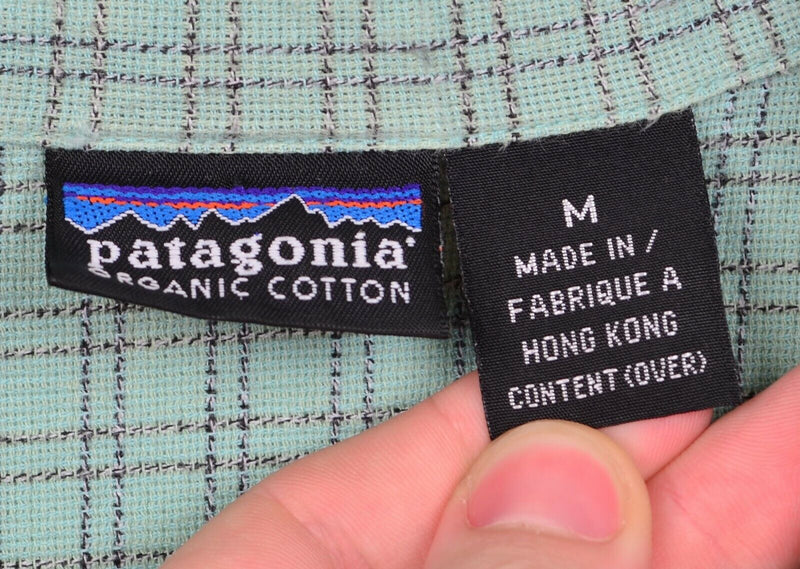 patagonia®
ORGANIC COTTON
M
MADE IN /
FABRIQUE A
HONG KONG
CONTENT (OVER)